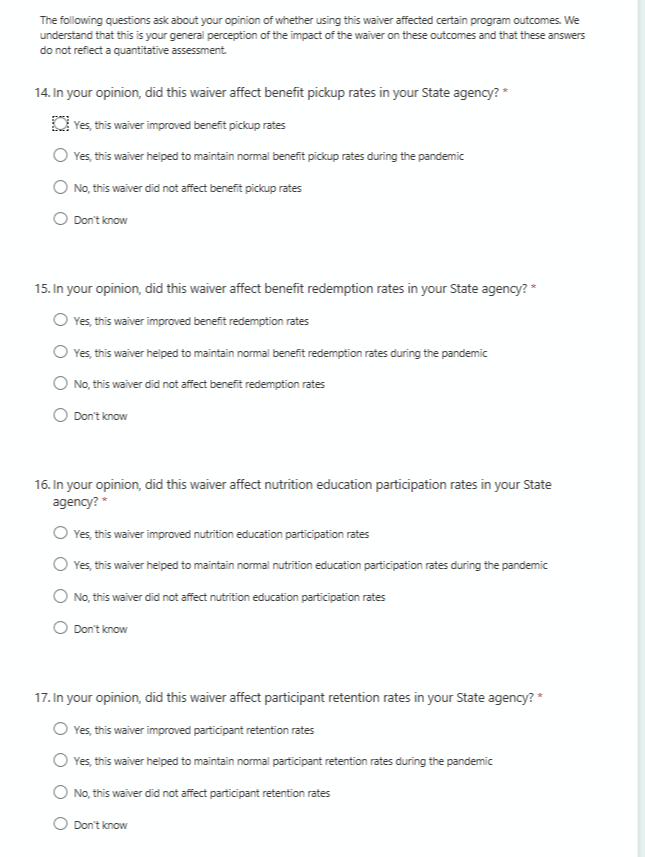 The following questions ask about your opinion of whether using this waiver affected certain program outcomes. We
understand that this is your general perception of the impact of the waiver on these outcomes and that these answers
do not reflect a quantitative assessment.
14. In your opinion, did this waiver affect benefit pickup rates in your State agency? *
Yes, this waiver improved benefit pickup rates
Yes, this waiver helped to maintain normal benefit pickup rates during the pandemic
No, this waiver did not affect benefit pickup rates
Don't know
15. In your opinion, did this waiver affect benefit redemption rates in your State agency? *
Yes, this waiver improved benefit redemption rates
Yes, this waiver helped to maintain normal benefit redemption rates during the pandemic
No, this waiver did not affect benefit redemption rates
Don't know
16. In your opinion, did this waiver affect nutrition education participation rates in your State
agency? *
Yes, this waiver improved nutrition education participation rates
Yes, this waiver helped to maintain normal nutrition education participation rates during the pandemic
No, this waiver did not affect nutrition education participation rates
Don't know
17. In your opinion, did this waiver affect participant retention rates in your State agency? *
Yes, this waiver improved participant retention rates
Yes, this waiver helped to maintain normal participant retention rates during the pandemic
No, this waiver did not affect participant retention rates
Don't know